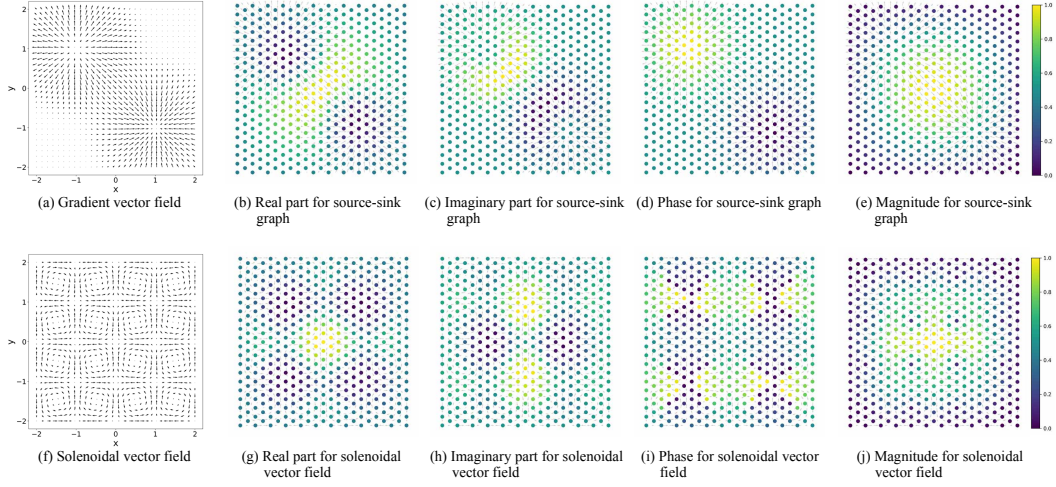 2
1
0
−1
−2
y
−2 −1 0 1 2
x
1.0
0.8
0.6
0.4
0.2
0.0
(a) Gradient vector field
(b) Real part for source-sink
graph
(c) Imaginary part for source-sink
graph
(d) Phase for source-sink graph
(e) Magnitude for source-sink
graph
2
1
0
−1
−2
y
−2 −1 0 1 2
x
1.0
0.8
0.6
0.4
0.2
0.0
(f) Solenoidal vector field
(g) Real part for solenoidal
vector field
(h) Imaginary part for solenoidal
vector field
(i) Phase for solenoidal vector
field
(j) Magnitude for solenoidal
vector field